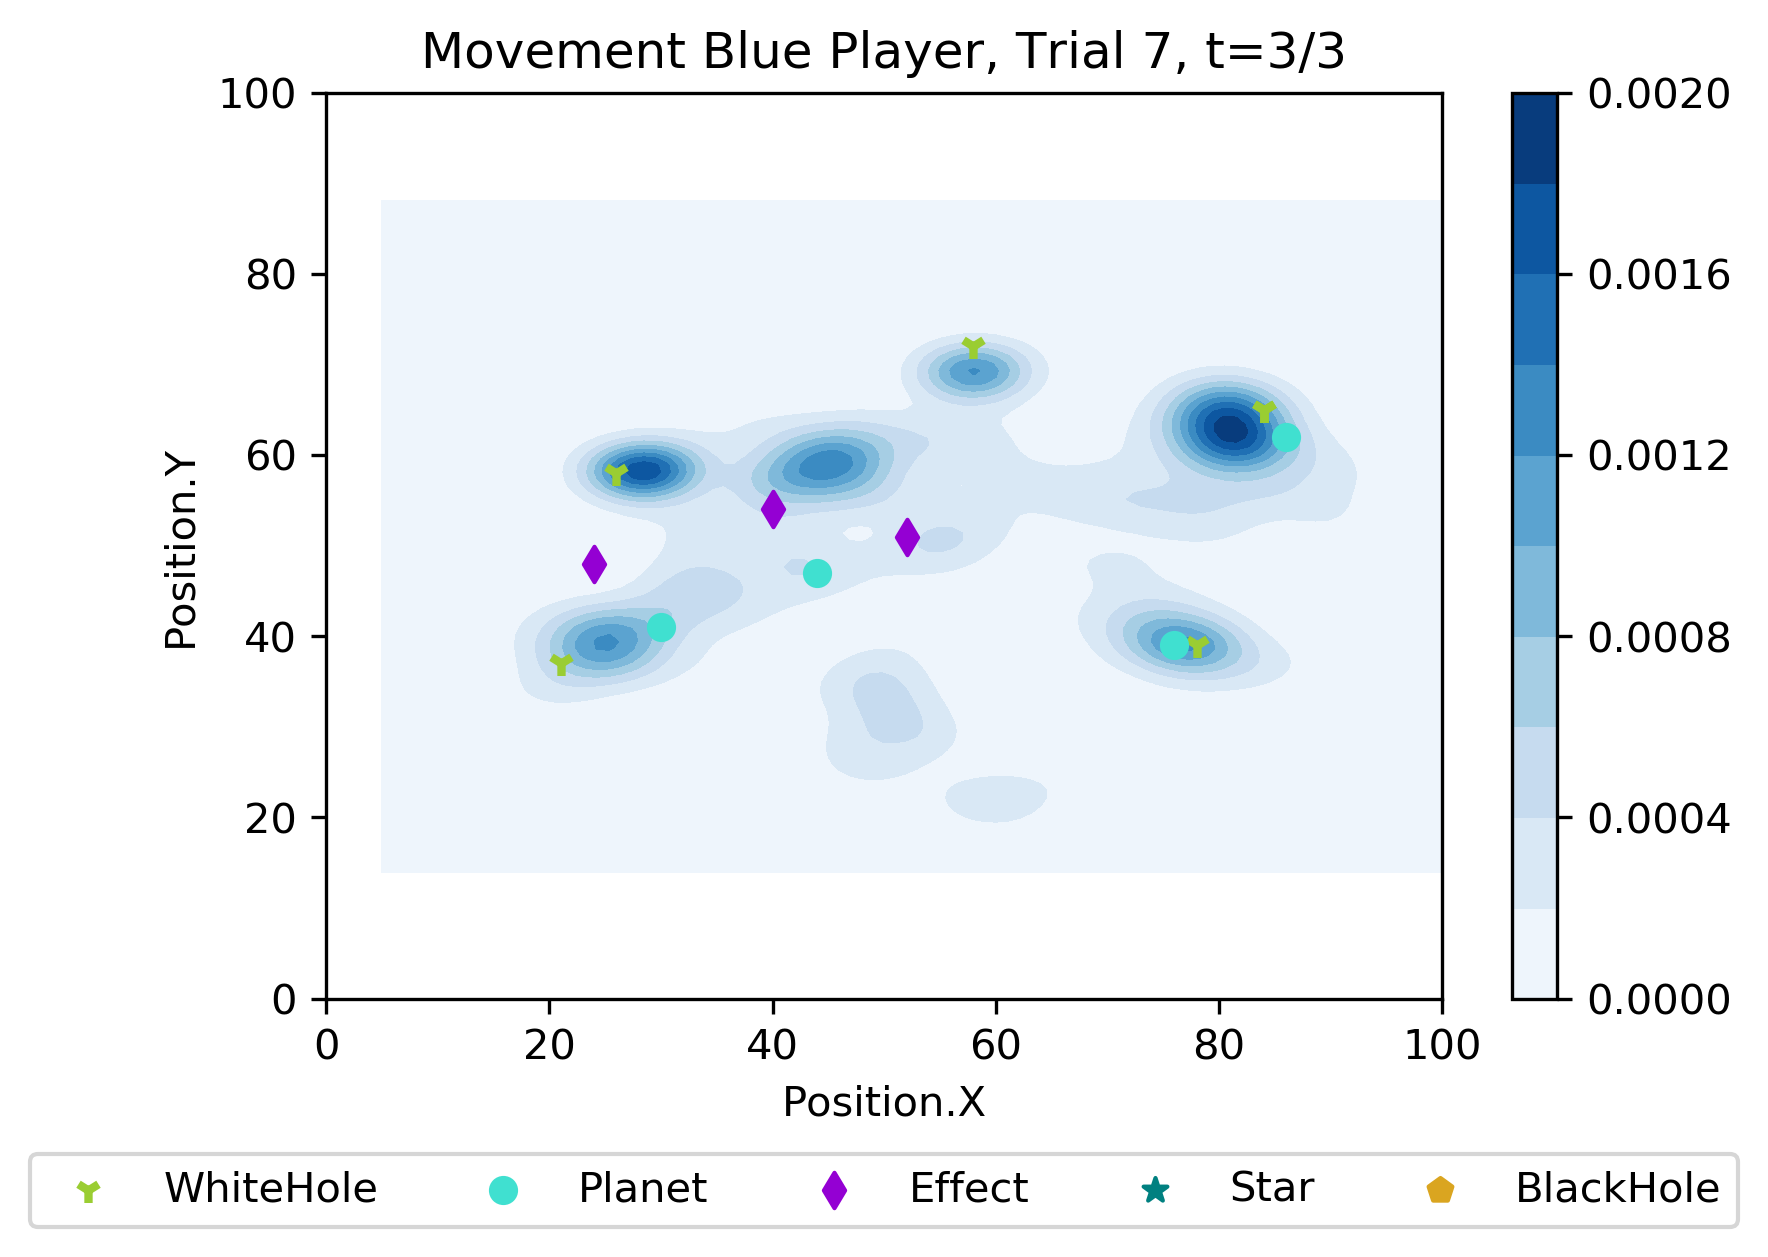 Movement Blue Player, Trial 7, t=3/3
100
80
60
40
20
0
Position.Y
0 20 40 60 80 100
Position.X
0.0020
0.0016
0.0012
0.0008
0.0004
0.0000
WhiteHole Planet Effect Star BlackHole